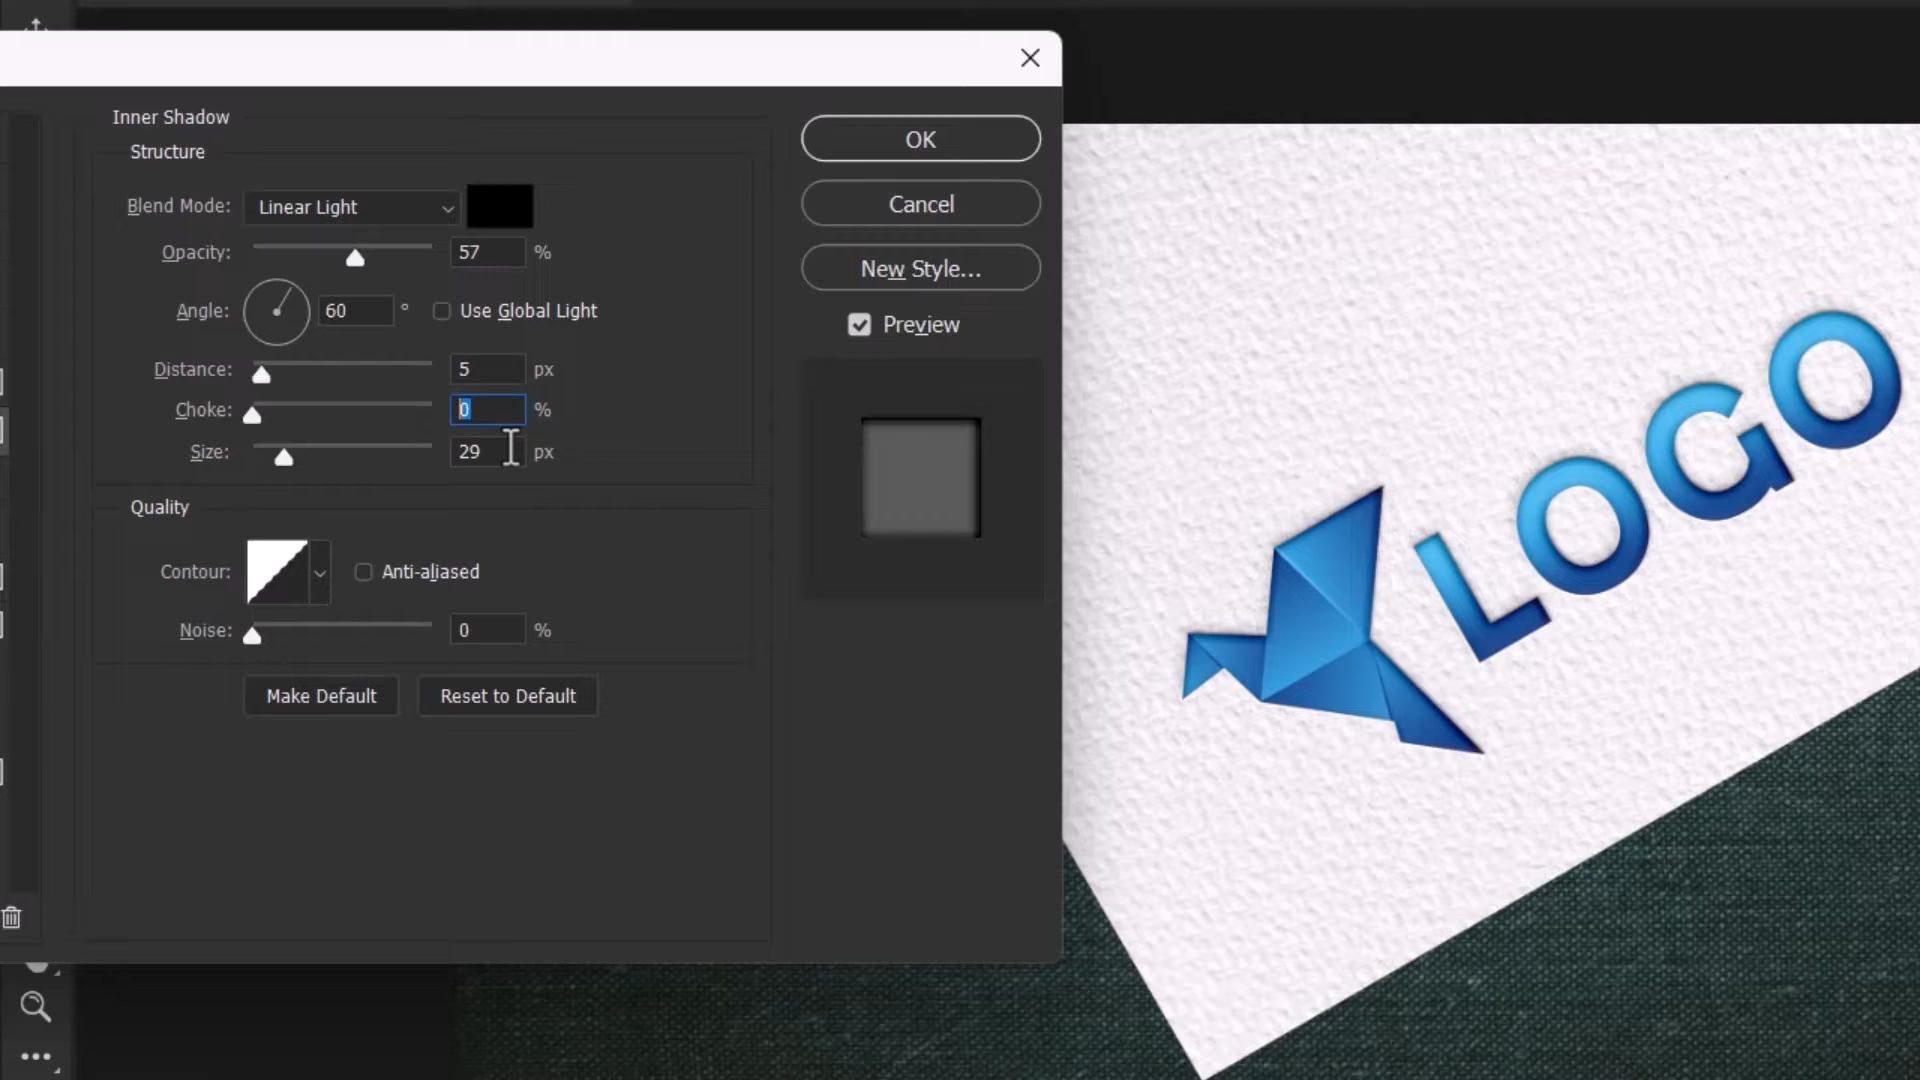 Inner Shadow
Structure
Blend Mode: Linear Light
Opacity: 57 %
Angle: 60 ° Use Global Light
Distance: 5 px
Choke: 0 %
Size: 29 px
Quality
Contour: Anti-aliased
Noise: 0 %
Make Default Reset to Default
OK
Cancel
New Style...
Preview
LOGO